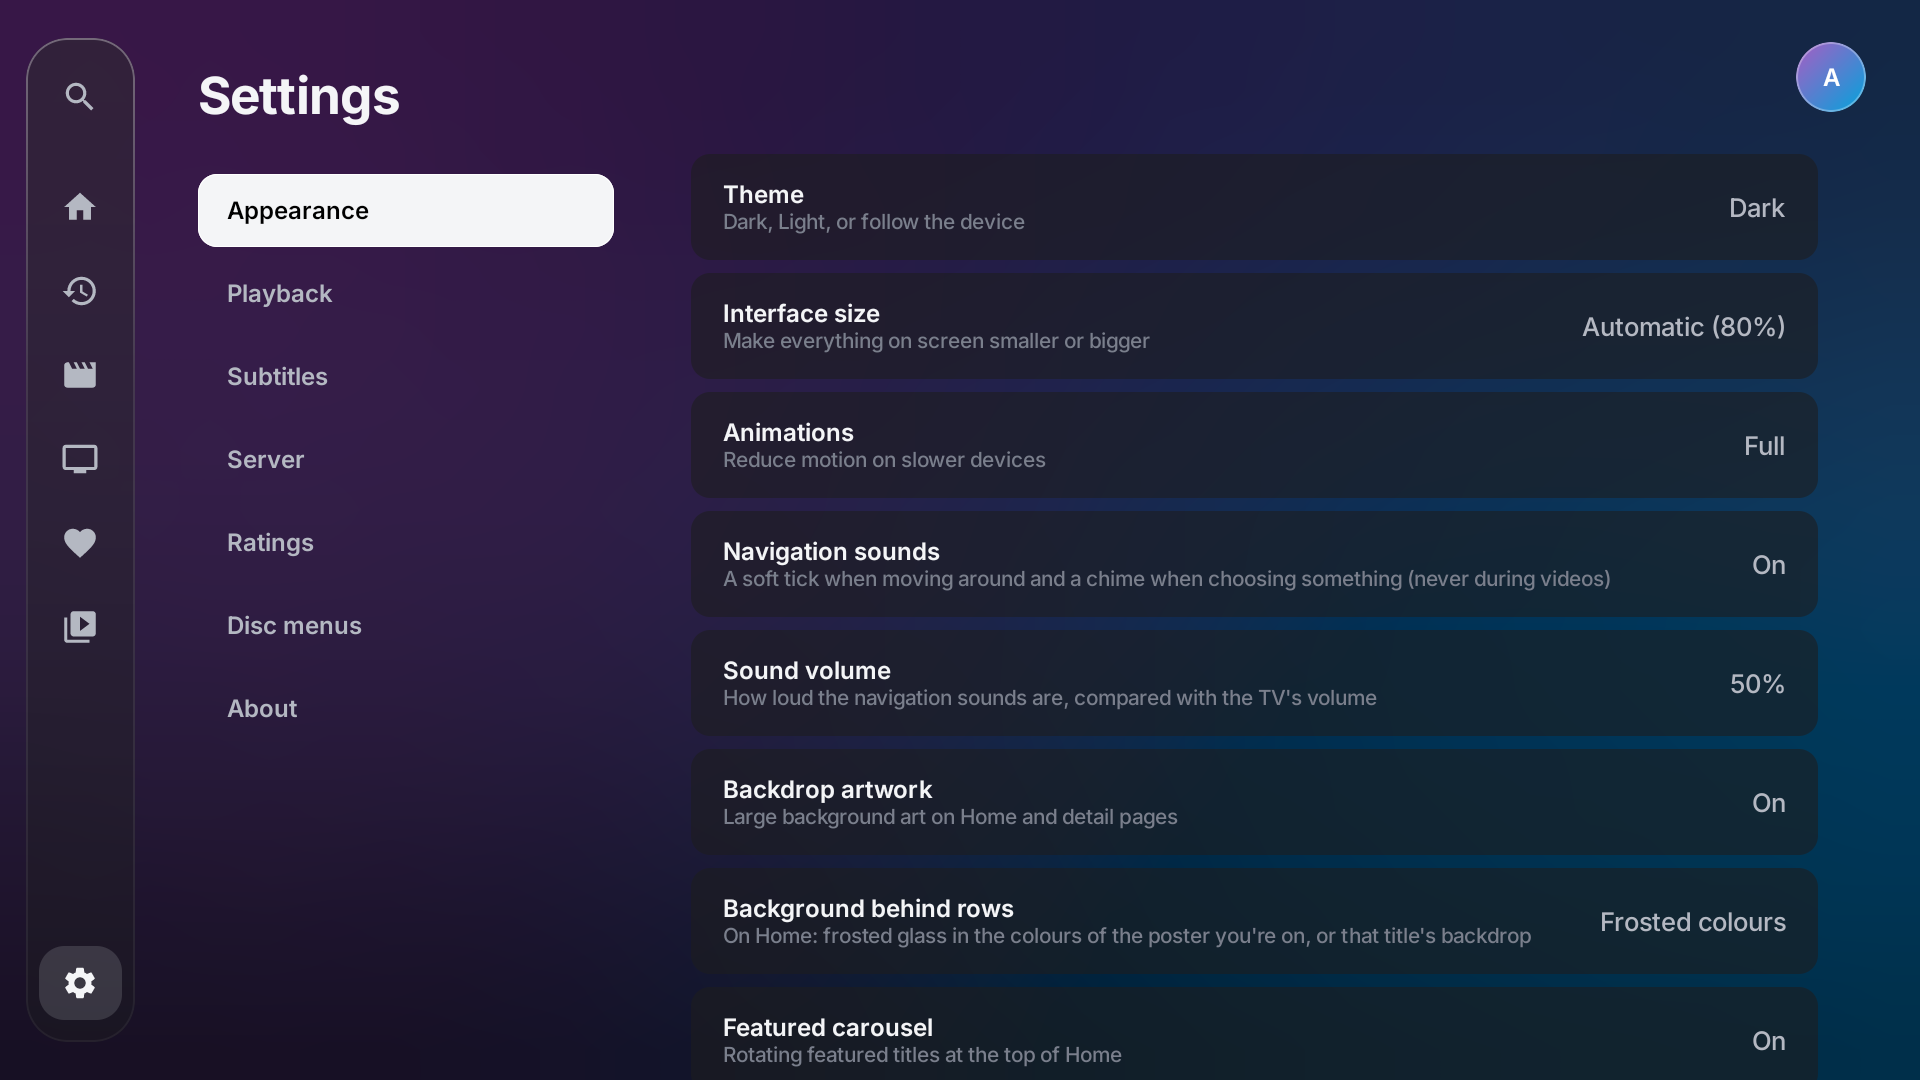 Settings
A
Appearance
Playback
Subtitles
Server
Ratings
Disc menus
About
Theme
Dark, Light, or follow the device
Dark
Interface size
Make everything on screen smaller or bigger
Automatic (80%)
Animations
Reduce motion on slower devices
Full
Navigation sounds
A soft tick when moving around and a chime when choosing something (never during videos)
On
Sound volume
How loud the navigation sounds are, compared with the TV's volume
50%
Backdrop artwork
Large background art on Home and detail pages
On
Background behind rows
On Home: frosted glass in the colours of the poster you're on, or that title's backdrop
Frosted colours
Featured carousel
Rotating featured titles at the top of Home
On